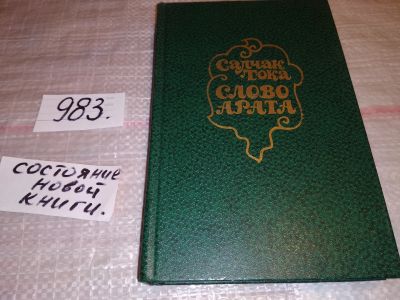 Салчак
Тока
СЛОВО
АРАТА
983.
состояние
новой
книги.